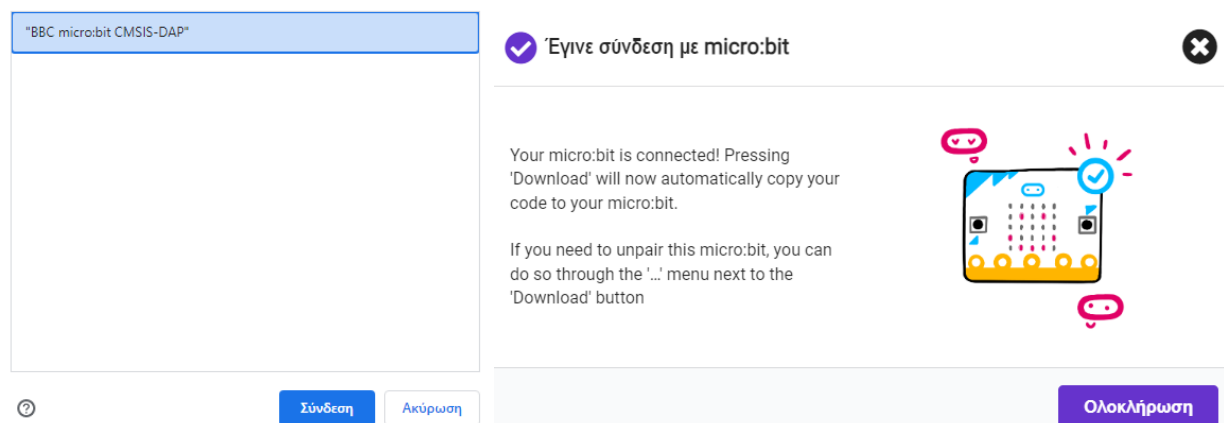 "BBC micro:bit CMSIS-DAP"
Σύνδεση
Ακύρωση
Έγινε σύνδεση με micro:bit
Your micro:bit is connected! Pressing
'Download' will now automatically copy your
code to your micro:bit.
If you need to unpair this micro:bit, you can
do so through the '...' menu next to the
'Download' button
Ολοκλήρωση